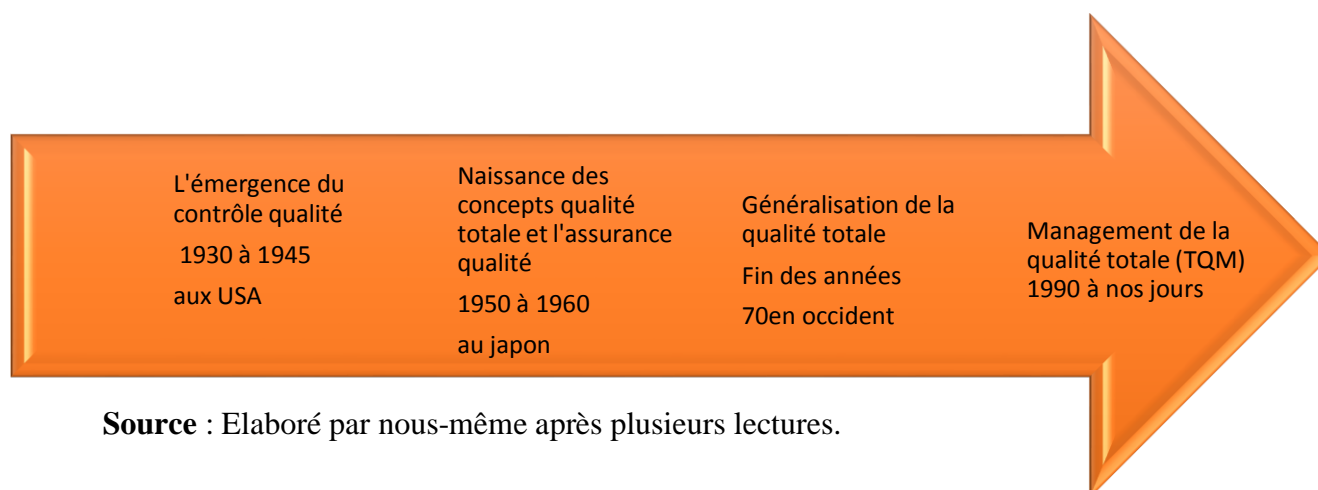 L'émergence du
contrôle qualité
1930 à 1945
aux USA
Naissance des
concepts qualité
totale et l'assurance
qualité
1950 à 1960
au japon
Généralisation de la
qualité totale
Fin des années
70en occident
Management de la
qualité totale (TQM)
1990 à nos jours
Source : Elaboré par nous-même après plusieurs lectures.